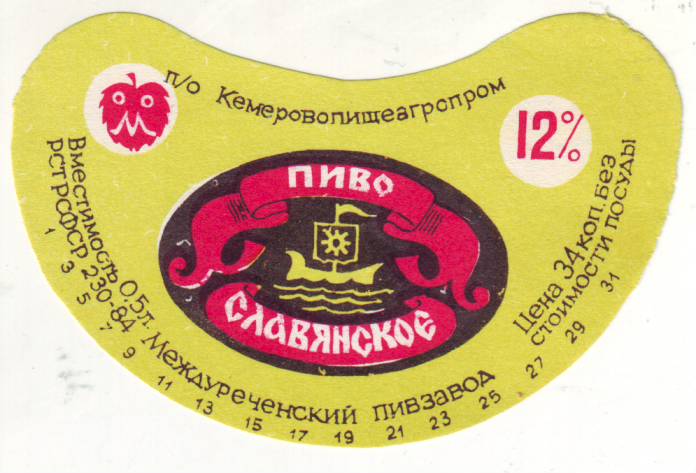 п/о Кемеровопищеагропром
12%
ПИВО
СЛАВЯНСКОЕ
Вместимость 0,5л.
РСТ РСФСР 230-84
Междуреченский пивзавод
Цена 34 коп. без
стоимости посуды
1 3 5 7 9 11 13 15 17 19 21 23 25 27 29 31